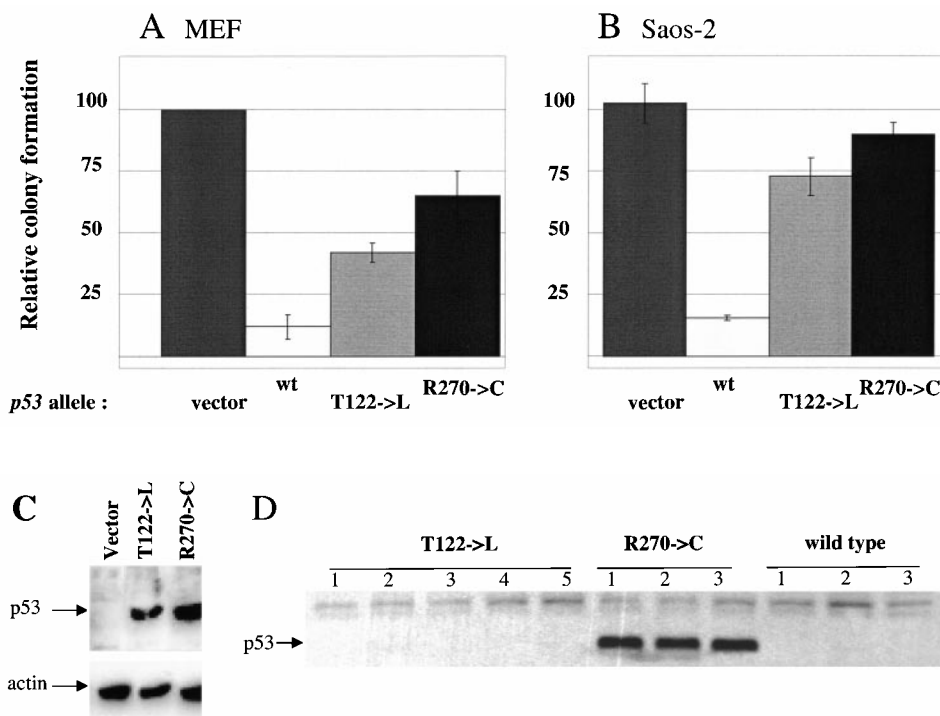 A MEF
B Saos-2
Relative colony formation
100
75
50
25
100
75
50
25
p53 allele :
vector
wt
T122->L
R270->C
vector
wt
T122->L
R270->C
C
Vector
T122->L
R270->C
p53
actin
D
T122->L
R270->C
wild type
1 2 3 4 5 1 2 3 1 2 3
p53